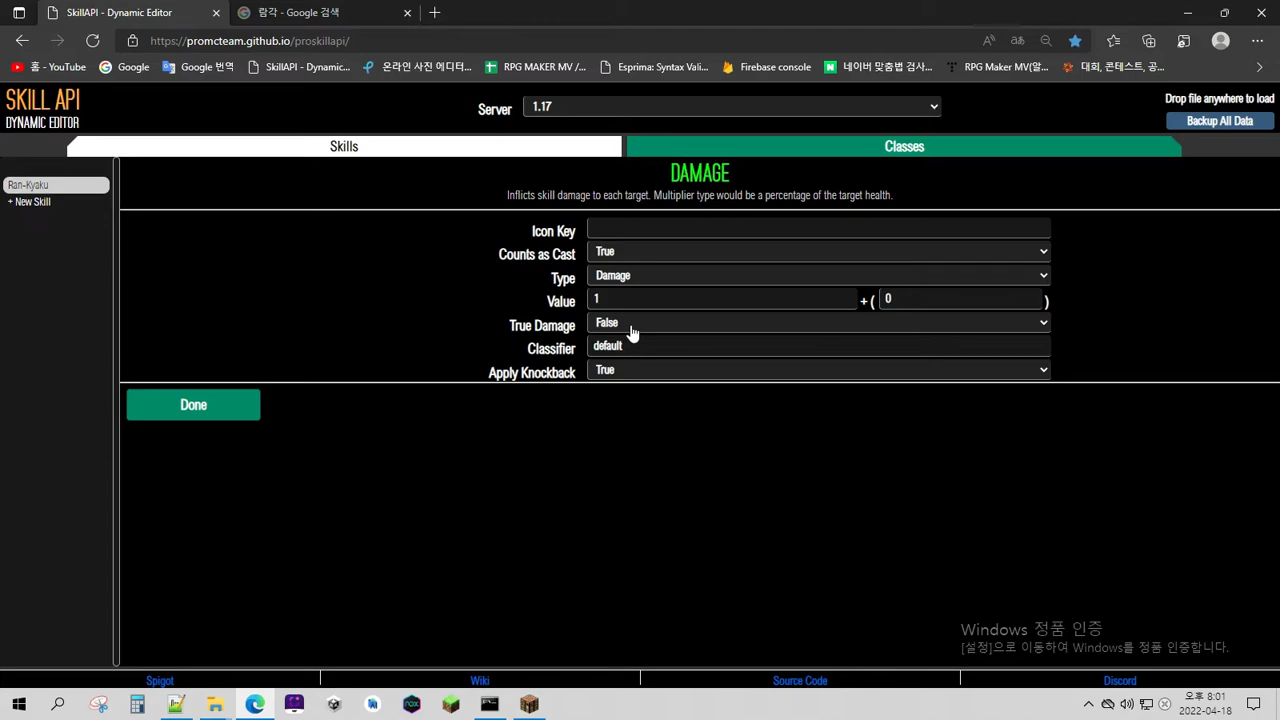 SkillAPI - Dynamic Editor
람각 - Google 검색
https://promcteam.github.io/proskillapi/
홈 - YouTube
Google
Google 번역
SkillAPI - Dynamic...
온라인 사진 에디터...
RPG MAKER MV /...
Esprima: Syntax Vali...
Firebase console
네이버 맞춤법 검사...
RPG Maker MV(알...
대회, 콘테스트, 공...
SKILL API
DYNAMIC EDITOR
Server
1.17
Drop file anywhere to load
Backup All Data
Skills
Classes
Ran-Kyaku
+ New Skill
DAMAGE
Inflicts skill damage to each target. Multiplier type would be a percentage of the target health.
Icon Key
Counts as Cast
True
Type
Damage
Value
1
+ (
0
)
True Damage
False
Classifier
default
Apply Knockback
True
Done
Windows 정품 인증
[설정]으로 이동하여 Windows를 정품 인증합니다.
Spigot
Wiki
Source Code
Discord
오후 8:01
2022-04-18